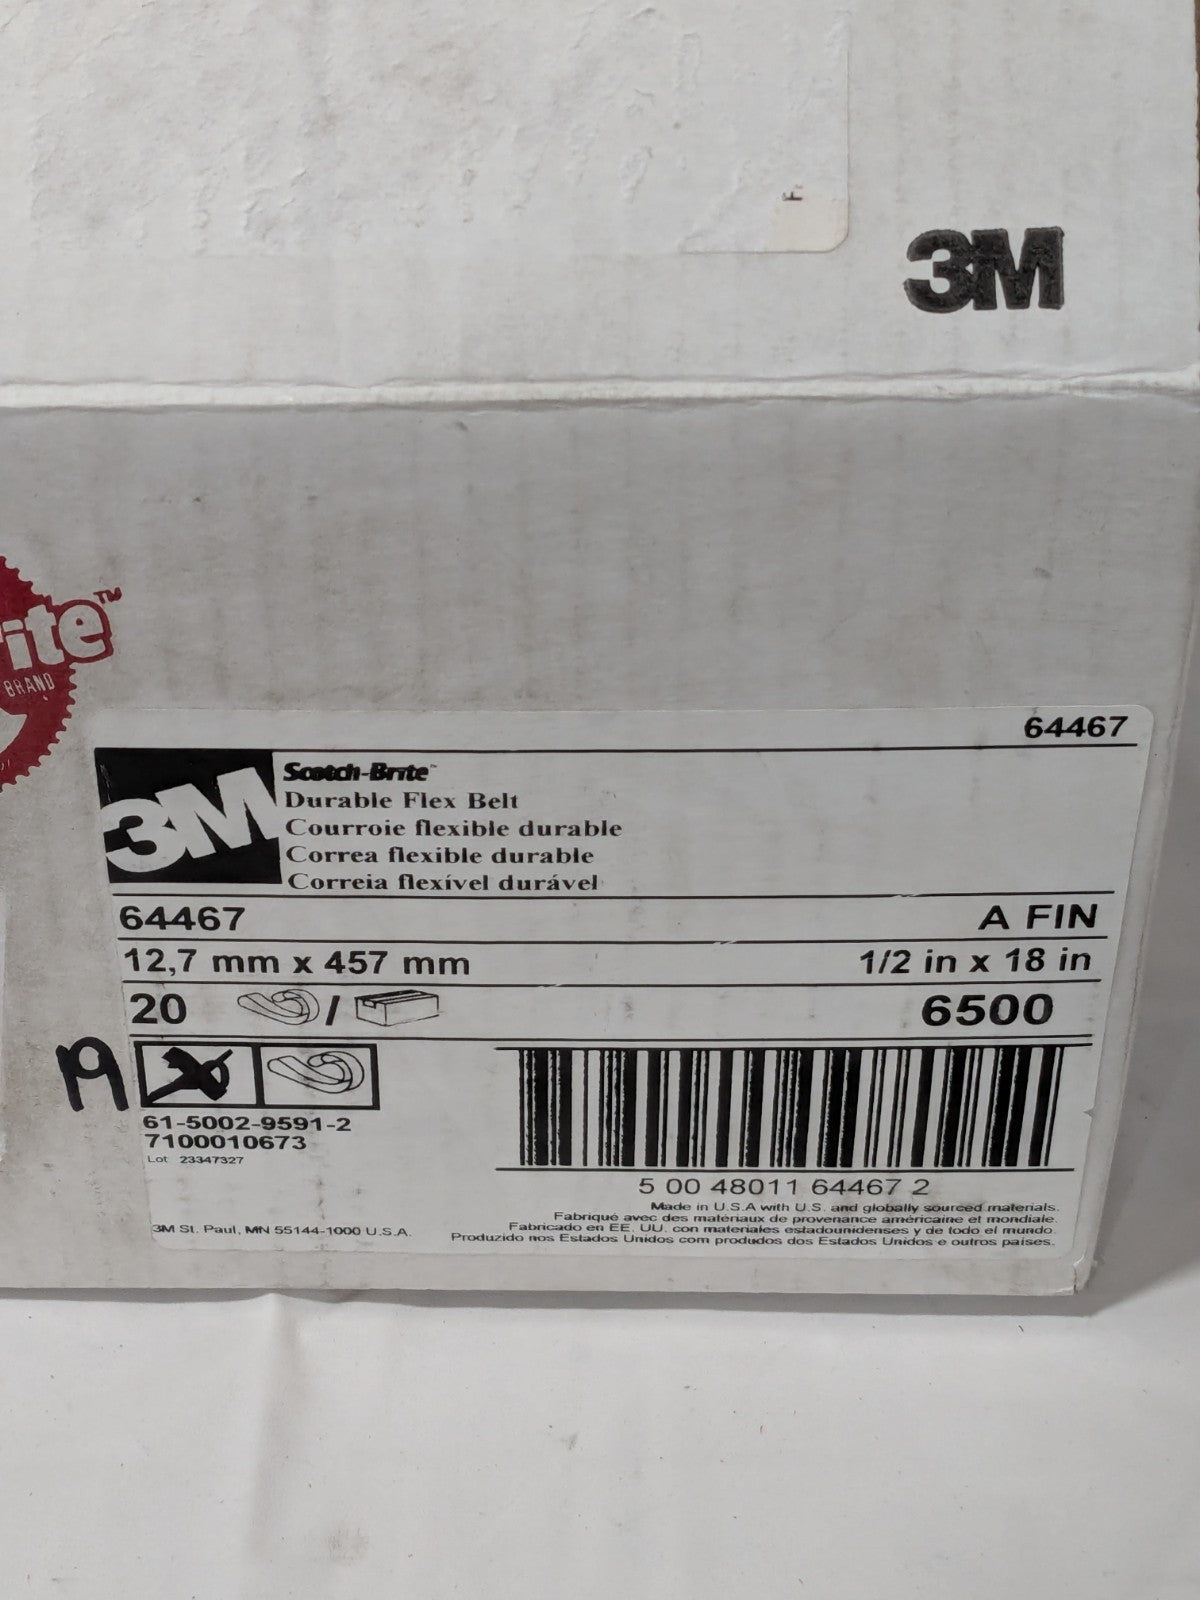 F
3M
ite™
BRAND
64467
3M
Scotch-Brite™
Durable Flex Belt
Courroie flexible durable
Correa flexible durable
Correia flexível durável
64467 A FIN
12,7 mm x 457 mm 1/2 in x 18 in
20 / 6500
19
61-5002-9591-2
7100010673
Lot 23347327
5 00 48011 64467 2
Made in U.S.A with U.S. and globally sourced materials.
Fabriqué avec des matériaux de provenance américaine et mondiale.
Fabricado en EE. UU. con materiales estadounidenses y de todo el mundo.
Produzido nos Estados Unidos com produtos dos Estados Unidos e outros países.
3M St. Paul, MN 55144-1000 U.S.A.